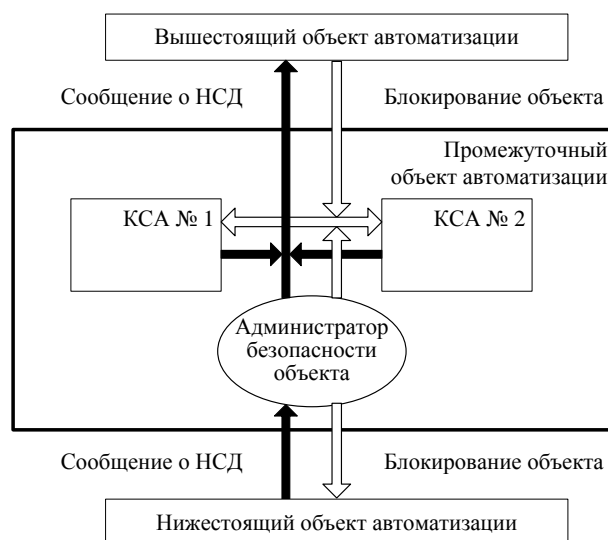 Вышестоящий объект автоматизации
Сообщение о НСД
Блокирование объекта
Промежуточный
объект автоматизации
КСА № 1
КСА № 2
Администратор
безопасности
объекта
Сообщение о НСД
Блокирование объекта
Нижестоящий объект автоматизации